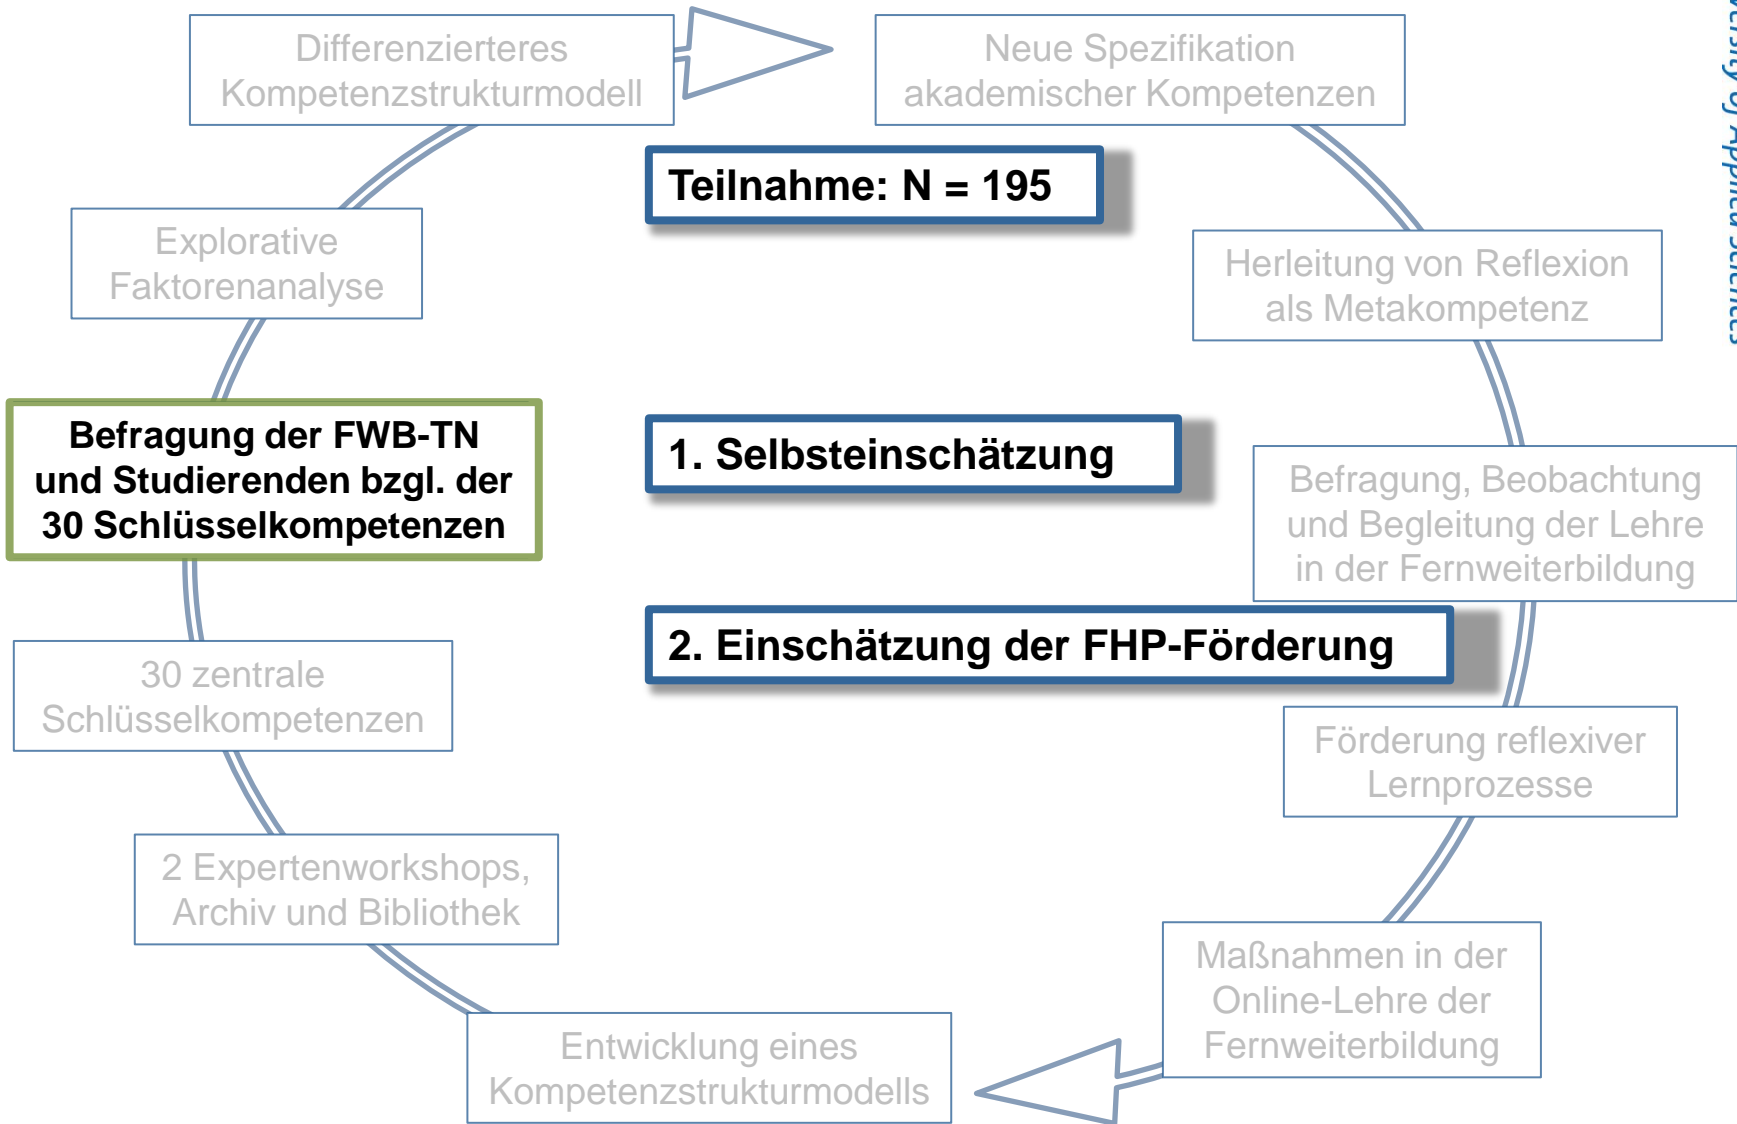 Differenzierteres
Kompetenzstrukturmodell
Neue Spezifikation
akademischer Kompetenzen
of Applied Sciences
Teilnahme: N = 195
Explorative
Faktorenanalyse
Herleitung von Reflexion
als Metakompetenz
Befragung der FWB-TN
und Studierenden bzgl. der
30 Schlüsselkompetenzen
1. Selbsteinschätzung
Befragung, Beobachtung
und Begleitung der Lehre
in der Fernweiterbildung
2. Einschätzung der FHP-Förderung
30 zentrale
Schlüsselkompetenzen
Förderung reflexiver
Lernprozesse
2 Expertenworkshops,
Archiv und Bibliothek
Maßnahmen in der
Online-Lehre der
Fernweiterbildung
Entwicklung eines
Kompetenzstrukturmodells